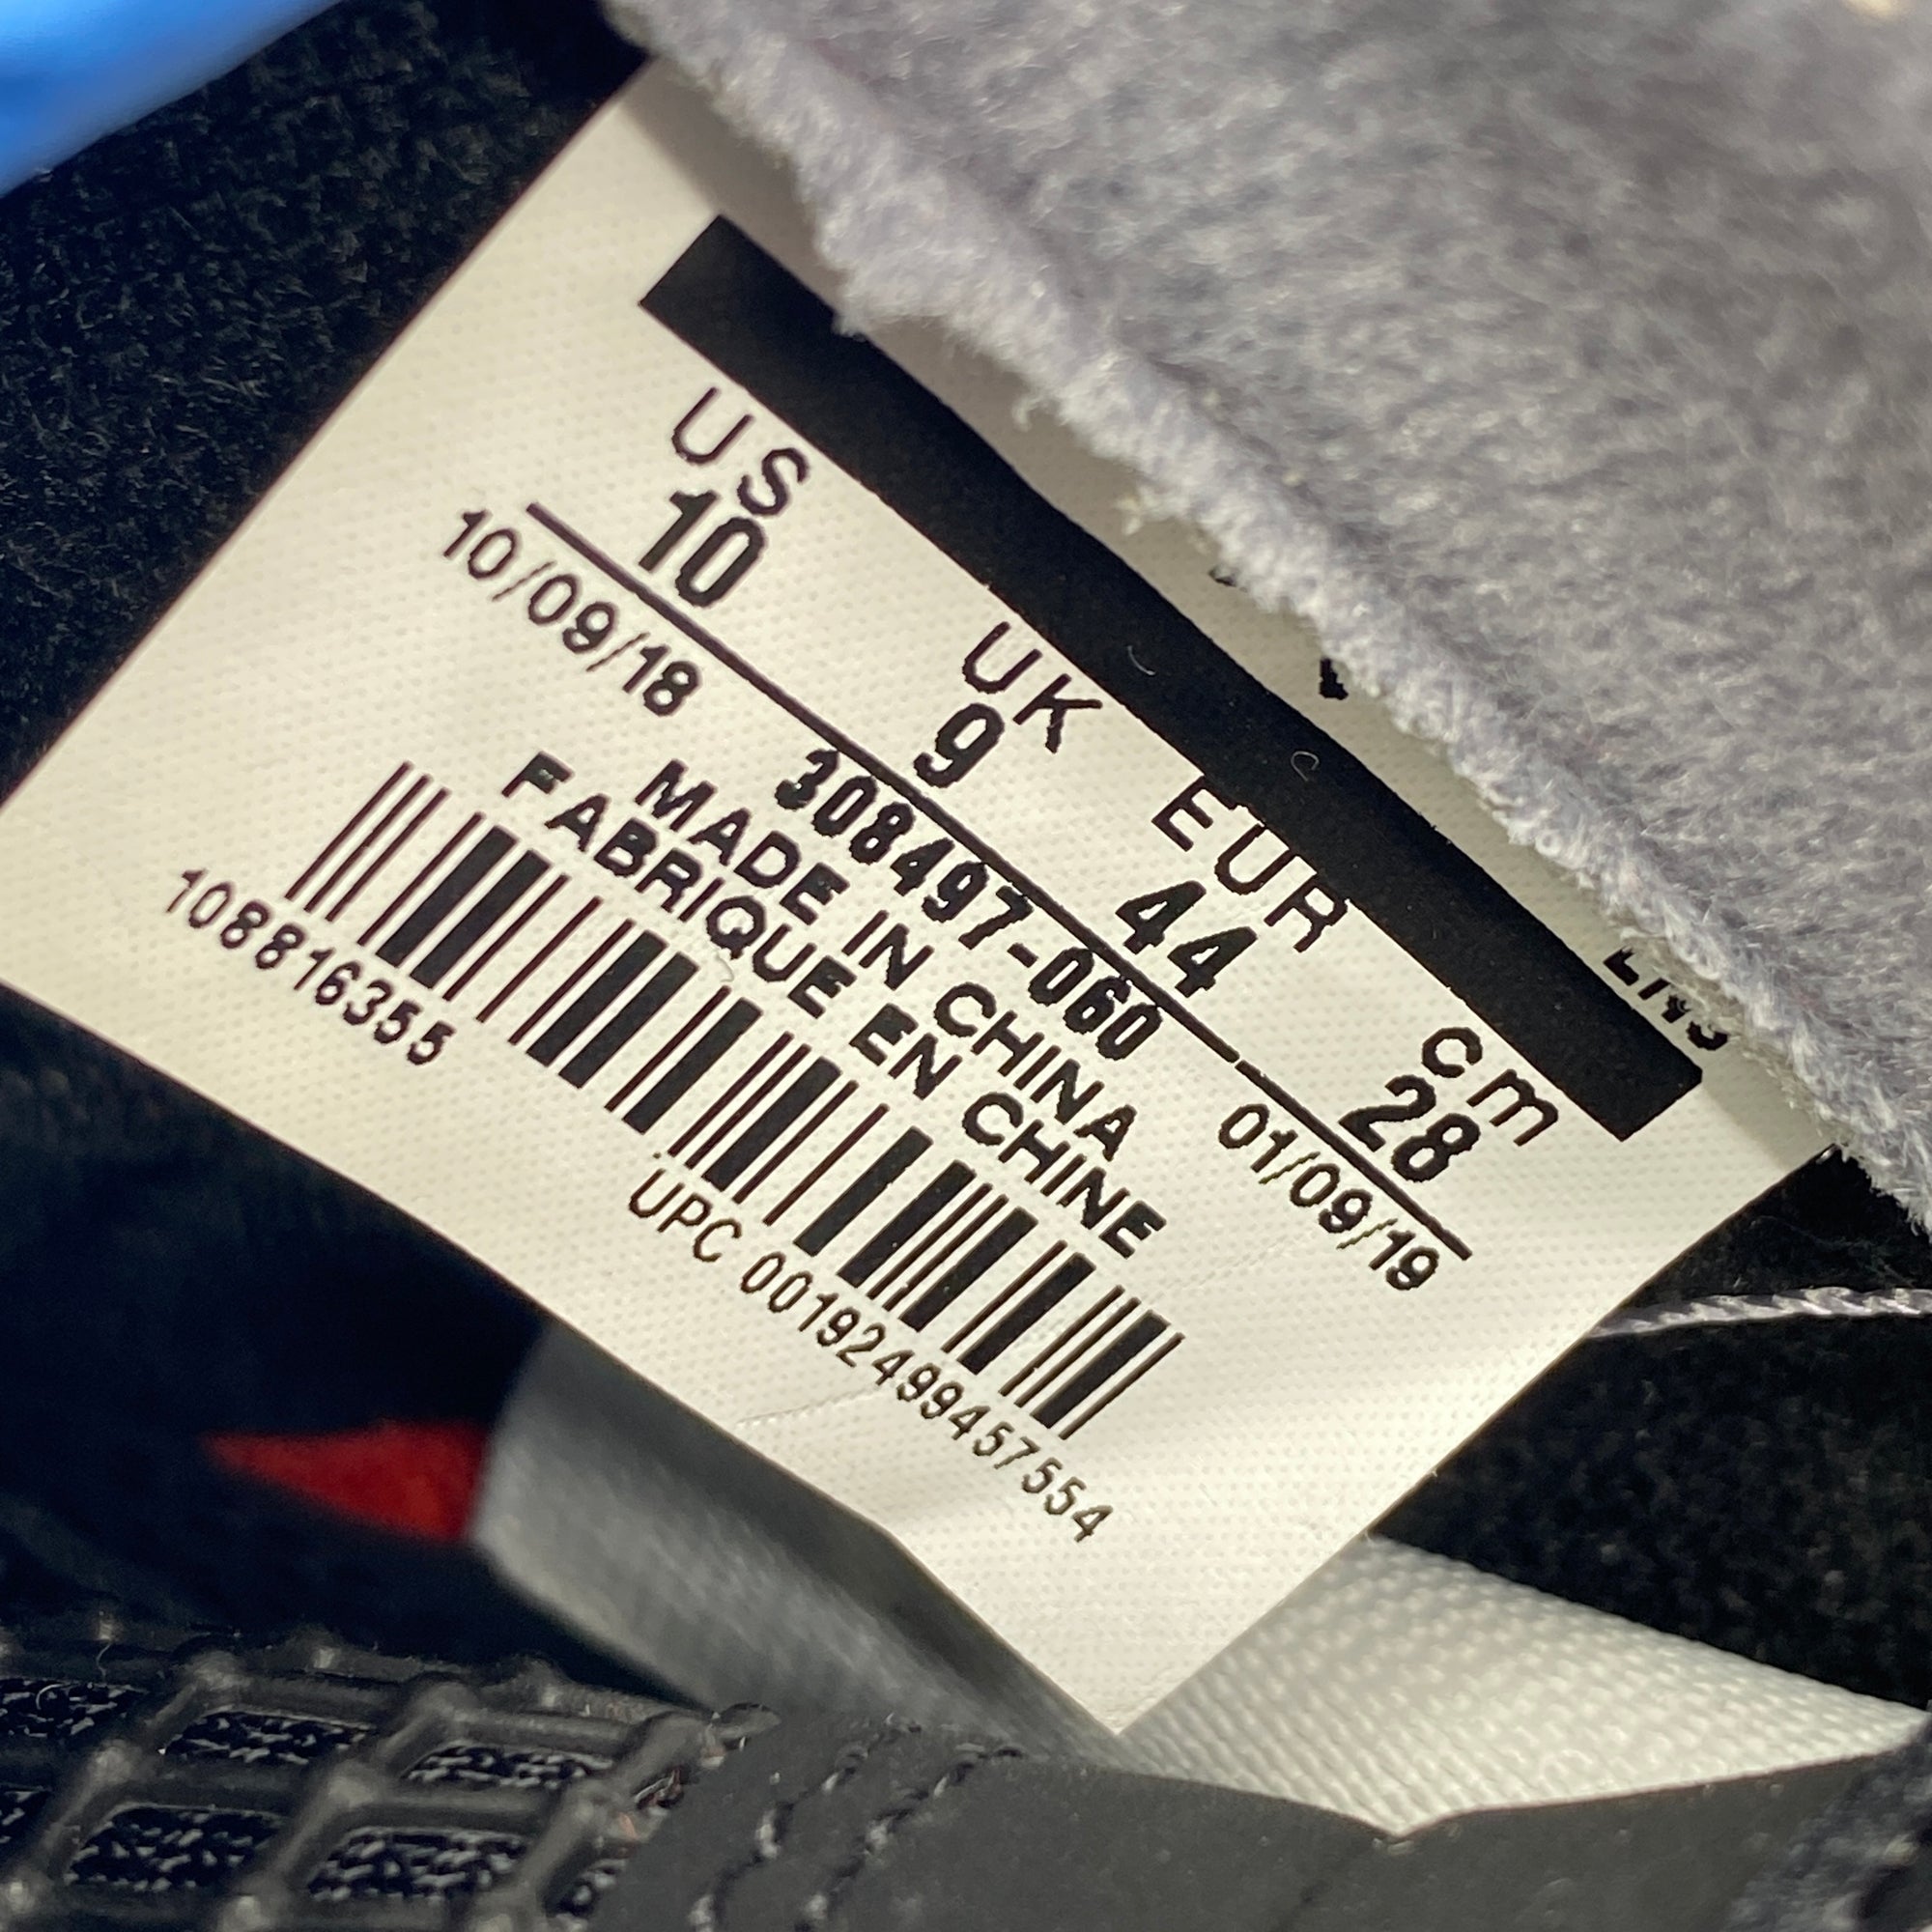 US UK EUR cm
10 9 44 28
10/09/18 308497-060 01/09/19
MADE IN CHINA
FABRIQUE EN CHINE
108816355
UPC 00192499457554